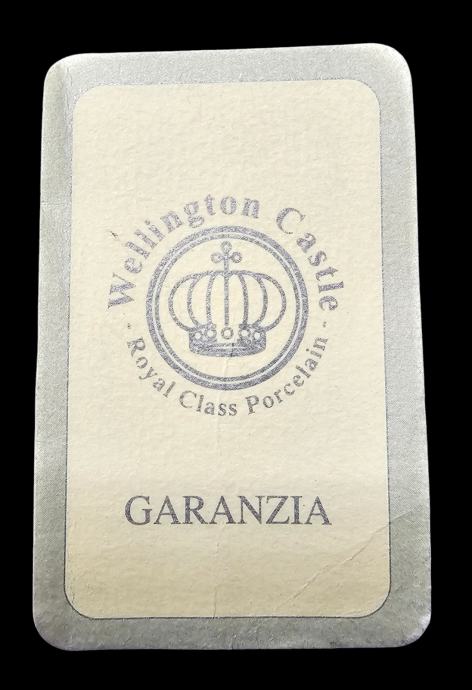 Wellington Castle
- Royal Class Porcelain -
GARANZIA